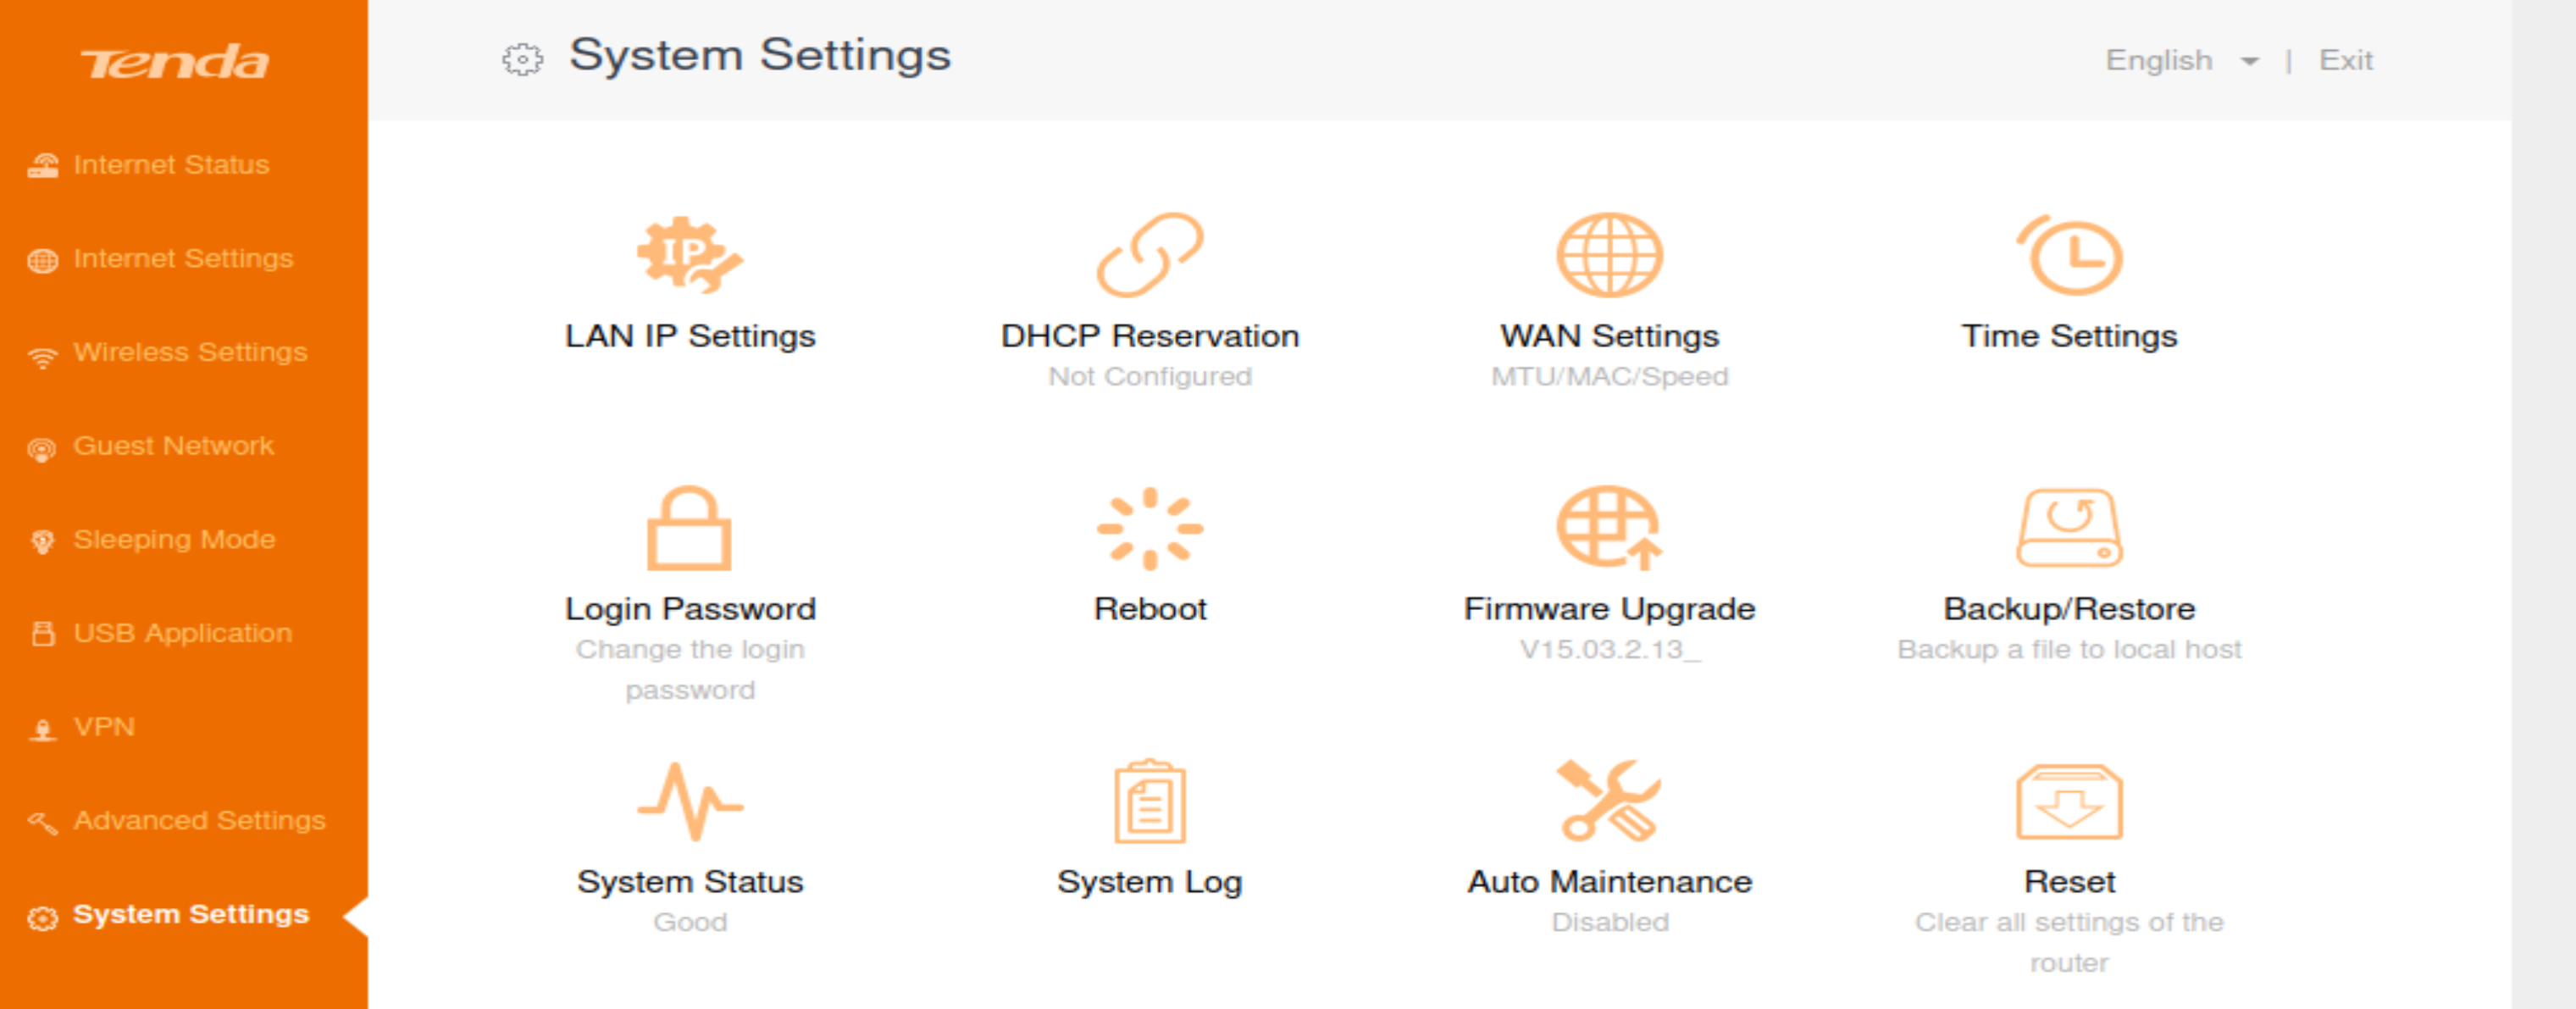 Tenda
System Settings
English | Exit
Internet Status
Internet Settings
Wireless Settings
Guest Network
Sleeping Mode
USB Application
VPN
Advanced Settings
System Settings
IP
LAN IP Settings
DHCP Reservation
Not Configured
WAN Settings
MTU/MAC/Speed
Time Settings
Login Password
Change the login
password
Reboot
Firmware Upgrade
V15.03.2.13_
Backup/Restore
Backup a file to local host
System Status
Good
System Log
Auto Maintenance
Disabled
Reset
Clear all settings of the
router